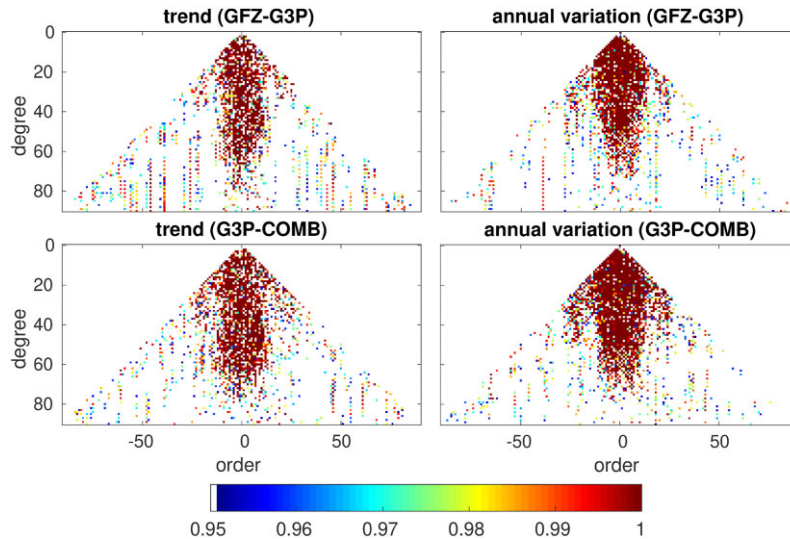 trend (GFZ-G3P)
annual variation (GFZ-G3P)
0
20
40
60
80
degree
trend (G3P-COMB)
annual variation (G3P-COMB)
0
20
40
60
80
degree
-50 0 50
-50 0 50
order
order
0.95 0.96 0.97 0.98 0.99 1